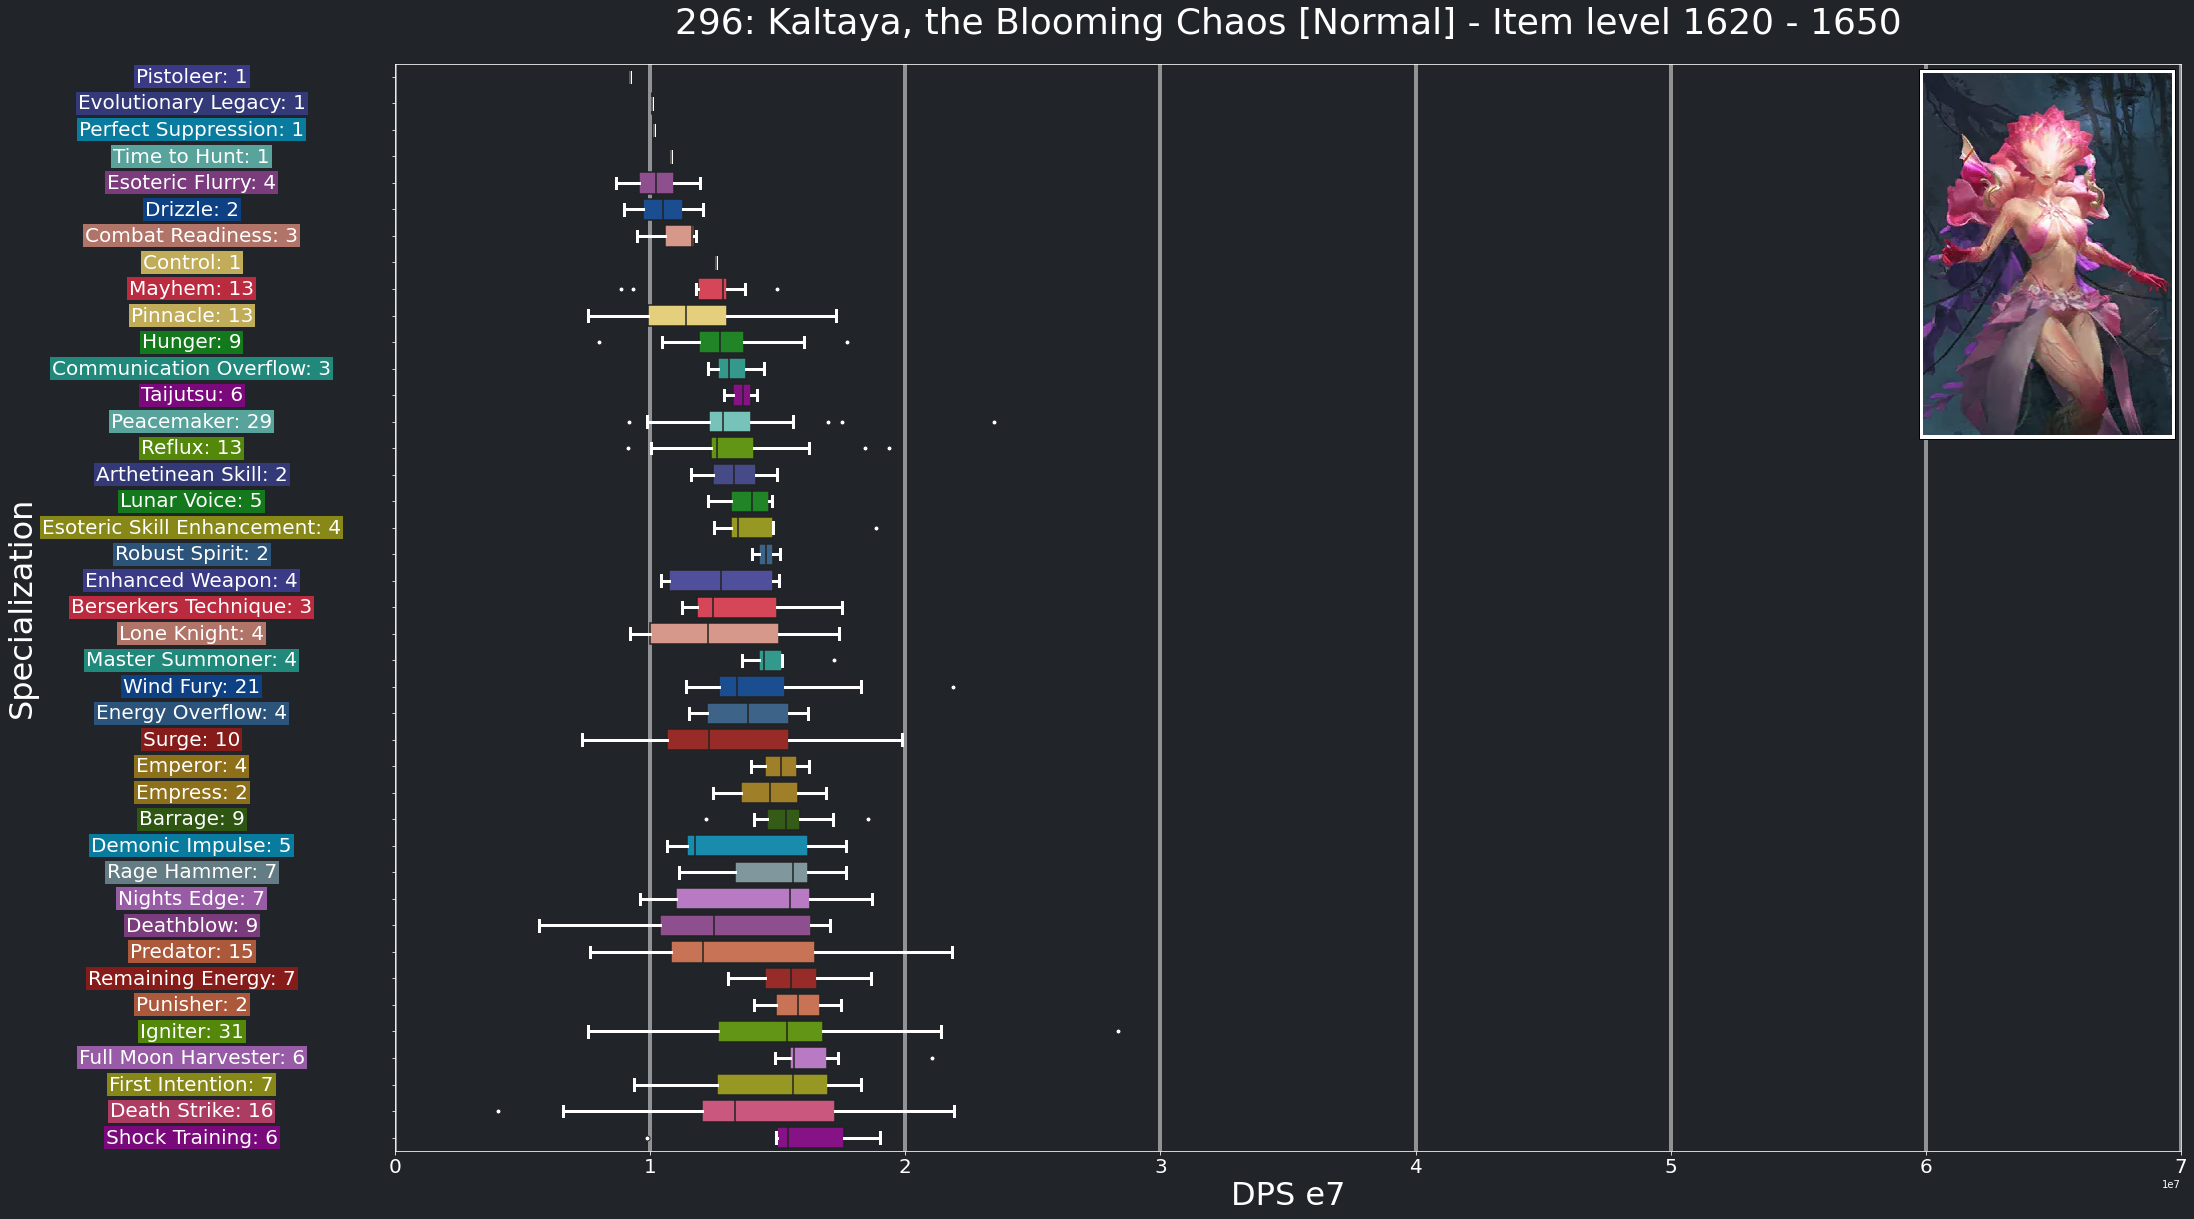 296: Kaltaya, the Blooming Chaos [Normal] - Item level 1620 - 1650
Pistoleer: 1
Evolutionary Legacy: 1
Perfect Suppression: 1
Time to Hunt: 1
Esoteric Flurry: 4
Drizzle: 2
Combat Readiness: 3
Control: 1
Mayhem: 13
Pinnacle: 13
Hunger: 9
Communication Overflow: 3
Taijutsu: 6
Peacemaker: 29
Reflux: 13
Arthetinean Skill: 2
Lunar Voice: 5
Esoteric Skill Enhancement: 4
Robust Spirit: 2
Enhanced Weapon: 4
Berserkers Technique: 3
Lone Knight: 4
Master Summoner: 4
Wind Fury: 21
Energy Overflow: 4
Surge: 10
Emperor: 4
Empress: 2
Barrage: 9
Demonic Impulse: 5
Rage Hammer: 7
Nights Edge: 7
Deathblow: 9
Predator: 15
Remaining Energy: 7
Punisher: 2
Igniter: 31
Full Moon Harvester: 6
First Intention: 7
Death Strike: 16
Shock Training: 6
Specialization
0 1 2 3 4 5 6 7
1e7
DPS e7